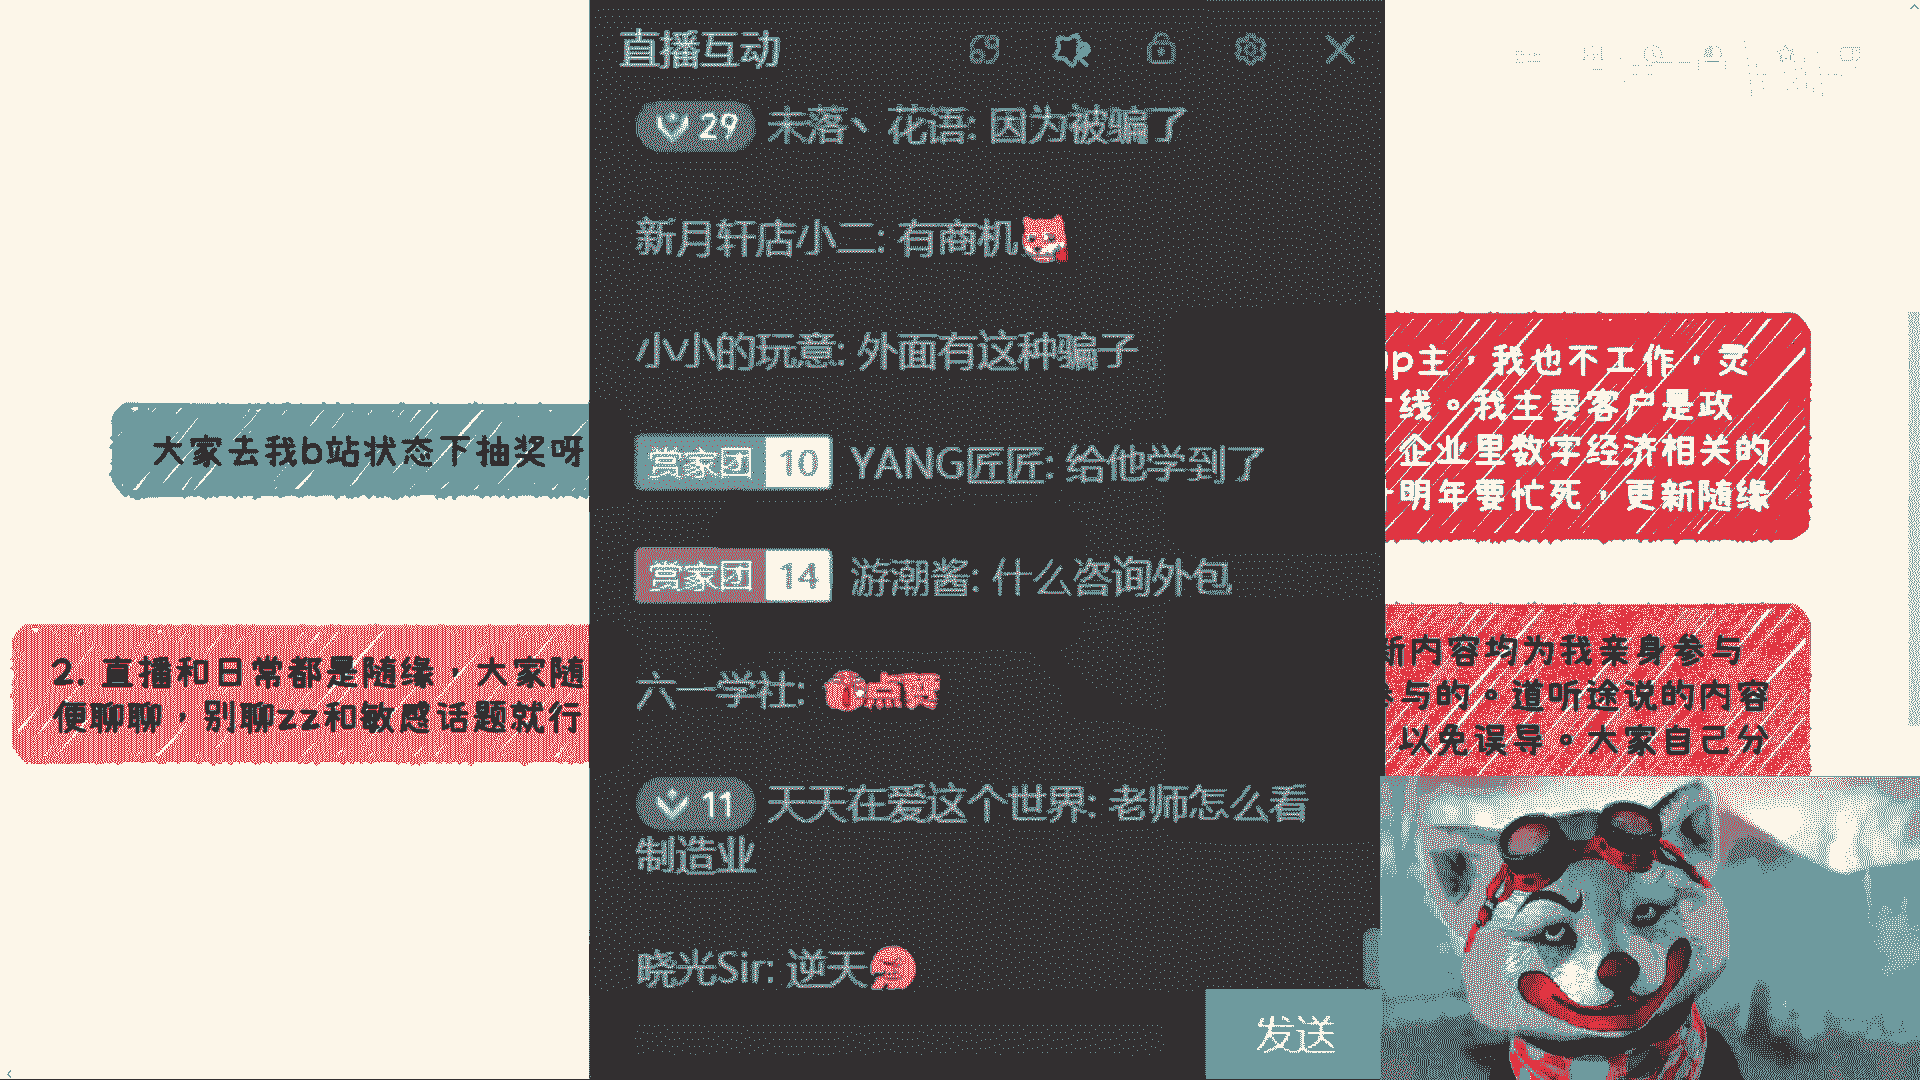 直播互动
29 未落丶 花语: 因为被骗了
新月轩店小二: 有商机
小小的玩意: 外面有这种骗子
赏家团 10 YANG匠匠: 给他学到了
赏家团 14 游潮酱: 什么咨询外包
六一学社: 点赞
11 天天在爱这个世界: 老师怎么看
制造业
晓光Sir: 逆天
发送
大家去我b站状态下抽奖呀
2. 直播和日常都是随缘，大家随
便聊聊，别聊zz和敏感话题就行
up主，我也不工作，灵
线。我主要客户是政
企业里数字经济相关的
明年要忙死，更新随缘
新内容均为我亲身参与
参与的。道听途说的内容
以免误导。大家自己分